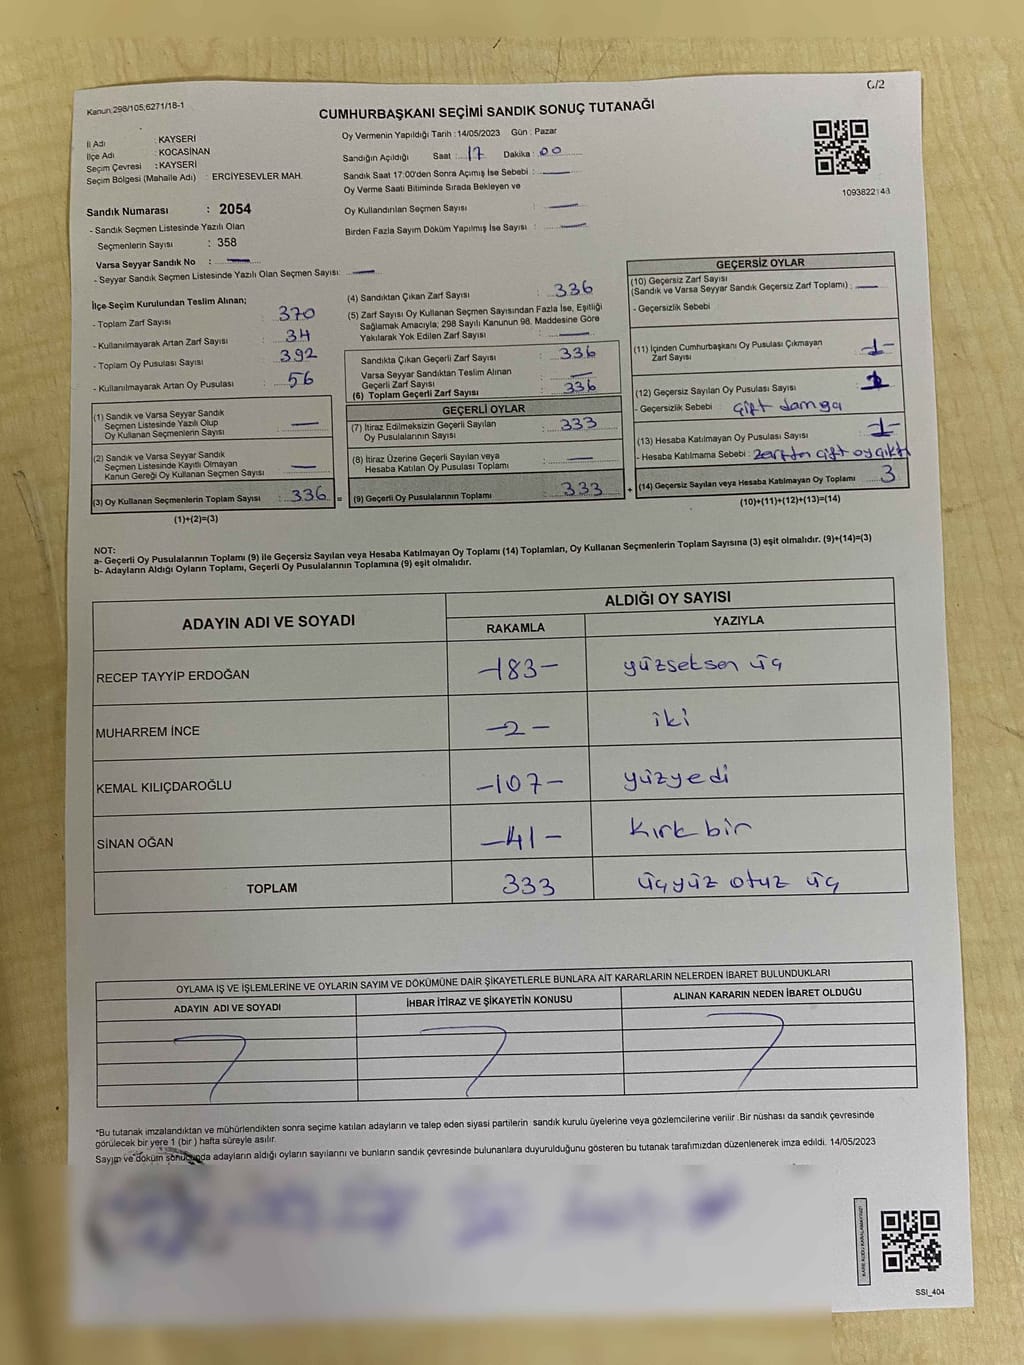 Kanun:298/105;6271/18-1
C/2
CUMHURBAŞKANI SEÇİMİ SANDIK SONUÇ TUTANAĞI
İl Adı : KAYSERİ
İlçe Adı : KOCASİNAN
Seçim Çevresi : KAYSERİ
Seçim Bölgesi (Mahalle Adı) : ERCİYESEVLER MAH.
Oy Vermenin Yapıldığı Tarih :14/05/2023 Gün : Pazar
Sandığın Açıldığı Saat : 17 Dakika : 00
Sandık Saat 17:00'den Sonra Açımış İse Sebebi : —
Oy Verme Saati Bitiminde Sırada Bekleyen ve
Oy Kullandırılan Seçmen Sayısı : —
Birden Fazla Sayım Döküm Yapılmış İse Sayısı : —
1093822143
Sandık Numarası : 2054
- Sandık Seçmen Listesinde Yazılı Olan
Seçmenlerin Sayısı : 358
Varsa Seyyar Sandık No : —
- Seyyar Sandık Seçmen Listesinde Yazılı Olan Seçmen Sayısı: —
İlçe Seçim Kurulundan Teslim Alınan;
- Toplam Zarf Sayısı : 370
- Kullanılmayarak Artan Zarf Sayısı : 34
- Toplam Oy Pusulası Sayısı : 392
- Kullanılmayarak Artan Oy Pusulası : 56
(1) Sandık ve Varsa Seyyar Sandık
Seçmen Listesinde Yazılı Olup
Oy Kullanan Seçmenlerin Sayısı : —
(2) Sandık ve Varsa Seyyar Sandık
Seçmen Listesinde Kayıtlı Olmayan
Kanun Gereği Oy Kullanan Seçmen Sayısı : —
(3) Oy Kullanan Seçmenlerin Toplam Sayısı : 336 =
(1)+(2)=(3)
(4) Sandıktan Çıkan Zarf Sayısı : 336
(5) Zarf Sayısı Oy Kullanan Seçmen Sayısından Fazla İse, Eşitliği
Sağlamak Amacıyla; 298 Sayılı Kanunun 98. Maddesine Göre
Yakılarak Yok Edilen Zarf Sayısı : —
Sandıkta Çıkan Geçerli Zarf Sayısı : 336
Varsa Seyyar Sandıktan Teslim Alınan
Geçerli Zarf Sayısı : —
(6) Toplam Geçerli Zarf Sayısı : 336
GEÇERLİ OYLAR
(7) İtiraz Edilmeksizin Geçerli Sayılan
Oy Pusulalarının Sayısı : 333
(8) İtiraz Üzerine Geçerli Sayılan veya
Hesaba Katılan Oy Pusulası Toplamı : —
(9) Geçerli Oy Pusulalarının Toplamı : 333 +
GEÇERSİZ OYLAR
(10) Geçersiz Zarf Sayısı
(Sandık ve Varsa Seyyar Sandık Geçersiz Zarf Toplamı) : —
- Geçersizlik Sebebi
(11) İçinden Cumhurbaşkanı Oy Pusulası Çıkmayan
Zarf Sayısı : -1-
(12) Geçersiz Sayılan Oy Pusulası Sayısı : 1
- Geçersizlik Sebebi : Çift damga
(13) Hesaba Katılmayan Oy Pusulası Sayısı : -1-
- Hesaba Katılmama Sebebi : zarftan çift oy çıktı
(14) Geçersiz Sayılan veya Hesaba Katılmayan Oy Toplamı : 3
(10)+(11)+(12)+(13)=(14)
NOT:
a- Geçerli Oy Pusulalarının Toplamı (9) ile Geçersiz Sayılan veya Hesaba Katılmayan Oy Toplamı (14) Toplamları, Oy Kullanan Seçmenlerin Toplam Sayısına (3) eşit olmalıdır. (9)+(14)=(3)
b- Adayların Aldığı Oyların Toplamı, Geçerli Oy Pusulalarının Toplamına (9) eşit olmalıdır.
ADAYIN ADI VE SOYADI
ALDIĞI OY SAYISI
RAKAMLA YAZIYLA
RECEP TAYYİP ERDOĞAN -183- yüzseksen üç
MUHARREM İNCE -2- iki
KEMAL KILIÇDAROĞLU -107- yüzyedi
SİNAN OĞAN -41- Kırk bir
TOPLAM 333 üçyüz otuz üç
OYLAMA İŞ VE İŞLEMLERİNE VE OYLARIN SAYIM VE DÖKÜMÜNE DAİR ŞİKAYETLERLE BUNLARA AİT KARARLARIN NELERDEN İBARET BULUNDUKLARI
ADAYIN ADI VE SOYADI İHBAR İTİRAZ VE ŞİKAYETİN KONUSU ALINAN KARARIN NEDEN İBARET OLDUĞU
*Bu tutanak imzalandıktan ve mühürlendikten sonra seçime katılan adayların ve talep eden siyasi partilerin sandık kurulu üyelerine veya gözlemcilerine verilir .Bir nüshası da sandık çevresinde
görülecek bir yere 1 (bir ) hafta süreyle asılır.
Sayım ve döküm sonucunda adayların aldığı oyların sayılarını ve bunların sandık çevresinde bulunanlara duyurulduğunu gösteren bu tutanak tarafımızdan düzenlenerek imza edildi. 14/05/2023
SSI_404